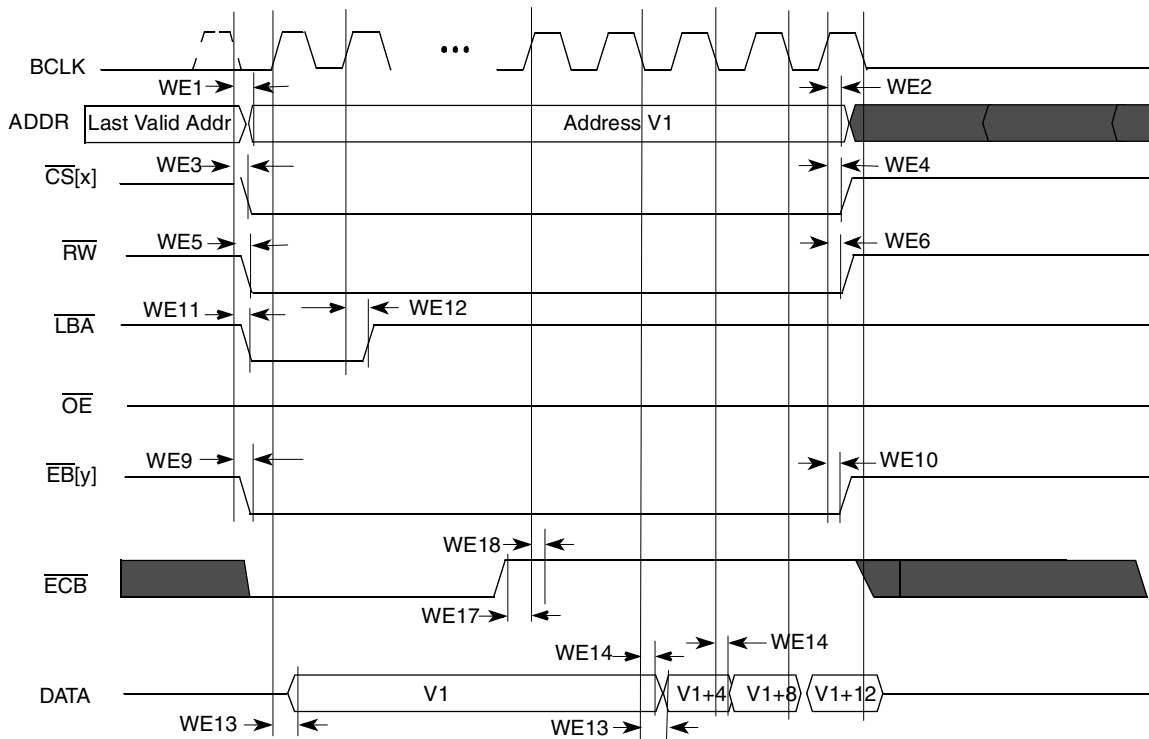 BCLK
•••
WE1
WE2
ADDR
Last Valid Addr
Address V1
WE3
WE4
CS[x]
WE5
WE6
RW
WE11
WE12
LBA
OE
WE9
WE10
EB[y]
WE18
ECB
WE17
WE14
WE14
DATA
V1
V1+4
V1+8
V1+12
WE13
WE13